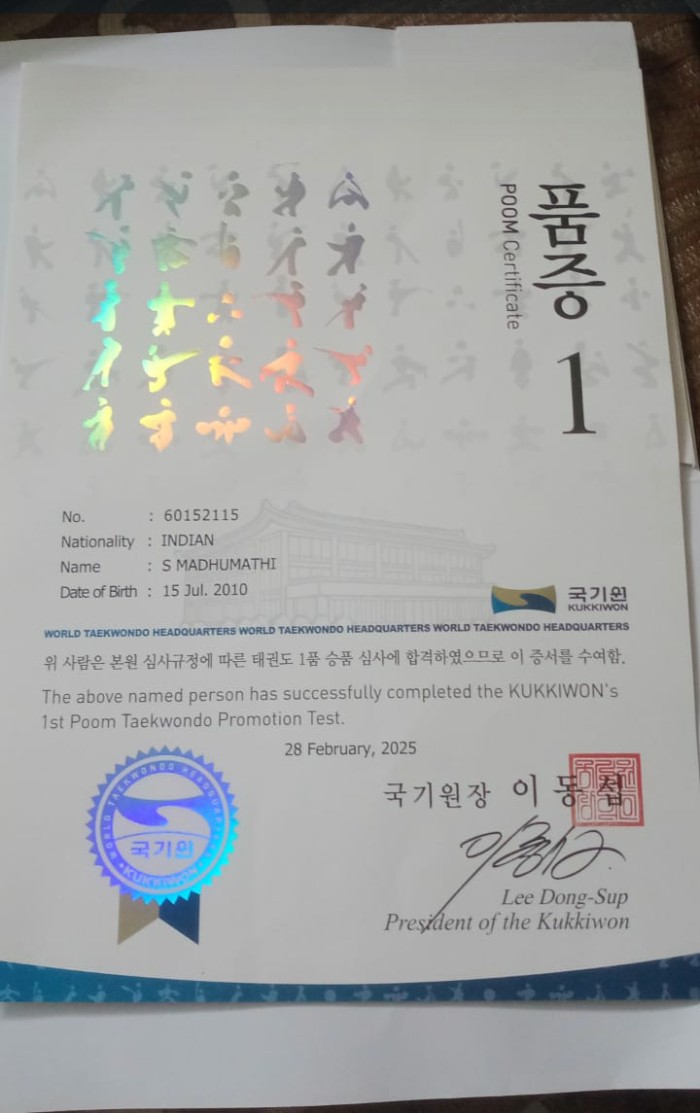 품증
POOM Certificate
1
No. : 60152115
Nationality : INDIAN
Name : S MADHUMATHI
Date of Birth : 15 Jul. 2010
국기원
KUKKIWON
WORLD TAEKWONDO HEADQUARTERS WORLD TAEKWONDO HEADQUARTERS WORLD TAEKWONDO HEADQUARTERS
위 사람은 본원 심사규정에 따른 태권도 1품 승품 심사에 합격하였으므로 이 증서를 수여함.
The above named person has successfully completed the KUKKIWON's
1st Poom Taekwondo Promotion Test.
28 February, 2025
WORLD TAEKWONDO HEADQUARTERS
국기원
KUKKIWON
국기원장 이동섭
Lee Dong-Sup
President of the Kukkiwon